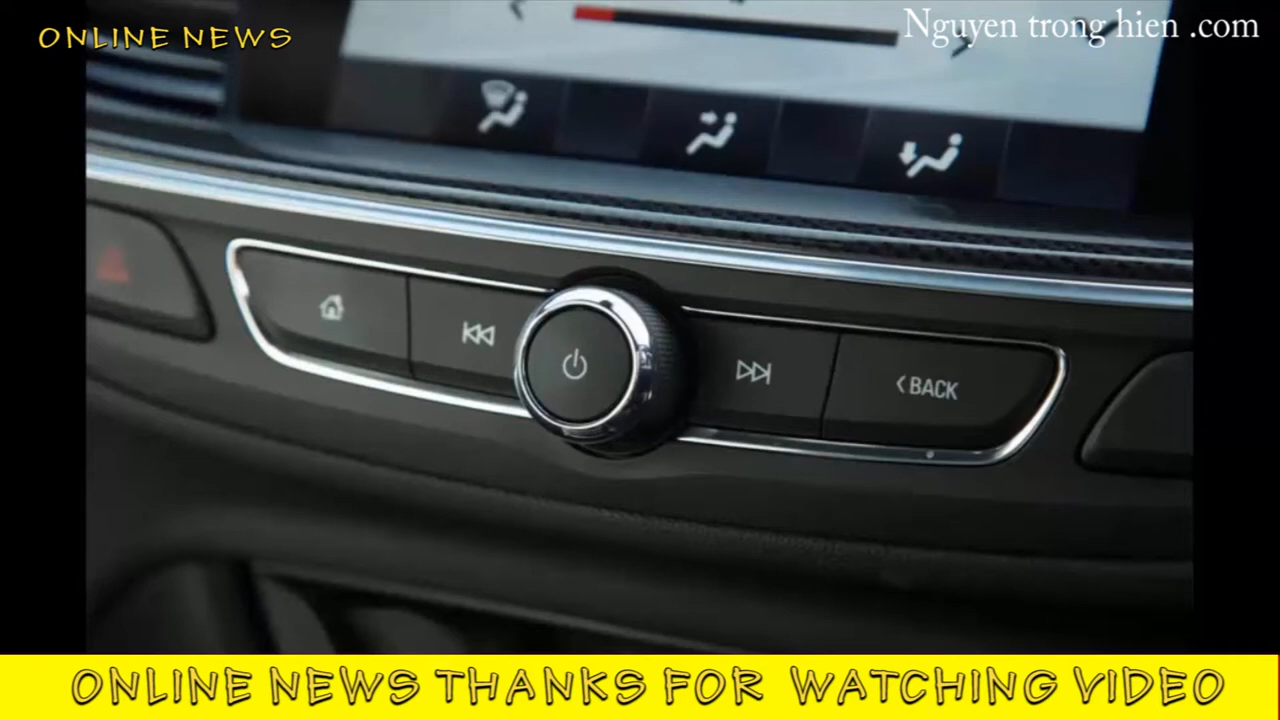 ONLINE NEWS
Nguyen trong hien .com
BACK
ONLINE NEWS THANKS FOR WATCHING VIDEO